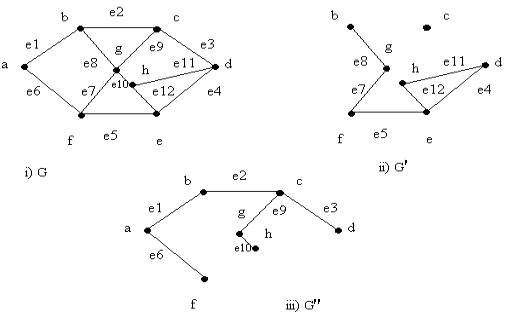 b e2 c
e1 g e9 e3
a e8 h e11 d
e6 e7 e10 e12 e4
f e5 e
i) G
b c
g e11 d
e8 h
e7 e12 e4
f e5 e
ii) G'
b e2 c
e1 g e9 e3
a h d
e6 e10
f
iii) G"